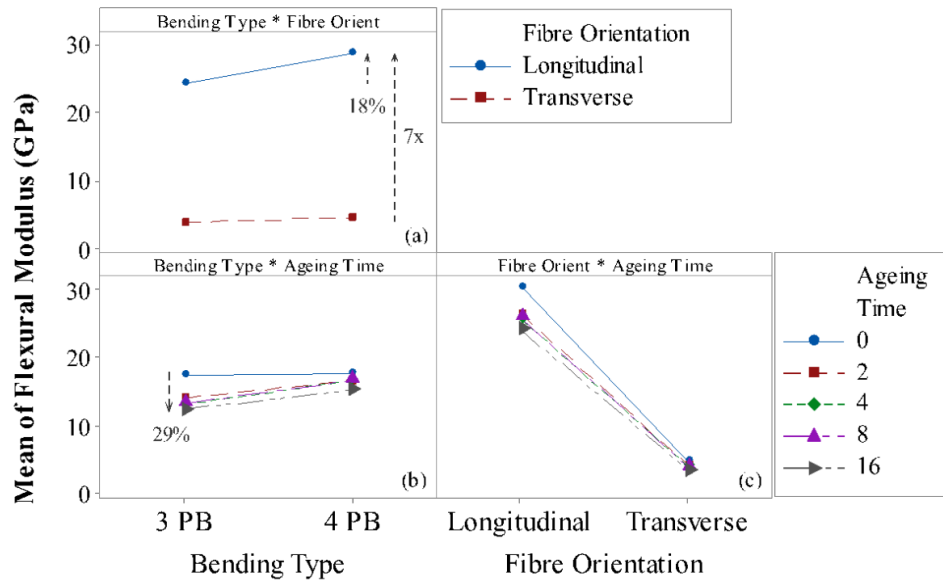 Bending Type * Fibre Orient
Fibre Orientation
Longitudinal
Transverse
Mean of Flexural Modulus (GPa)
30
20
10
0
18%
7x
(a)
Bending Type * Ageing Time
Fibre Orient * Ageing Time
Ageing
Time
0
2
4
8
16
30
20
10
0
29%
(b)
(c)
3 PB
4 PB
Longitudinal
Transverse
Bending Type
Fibre Orientation